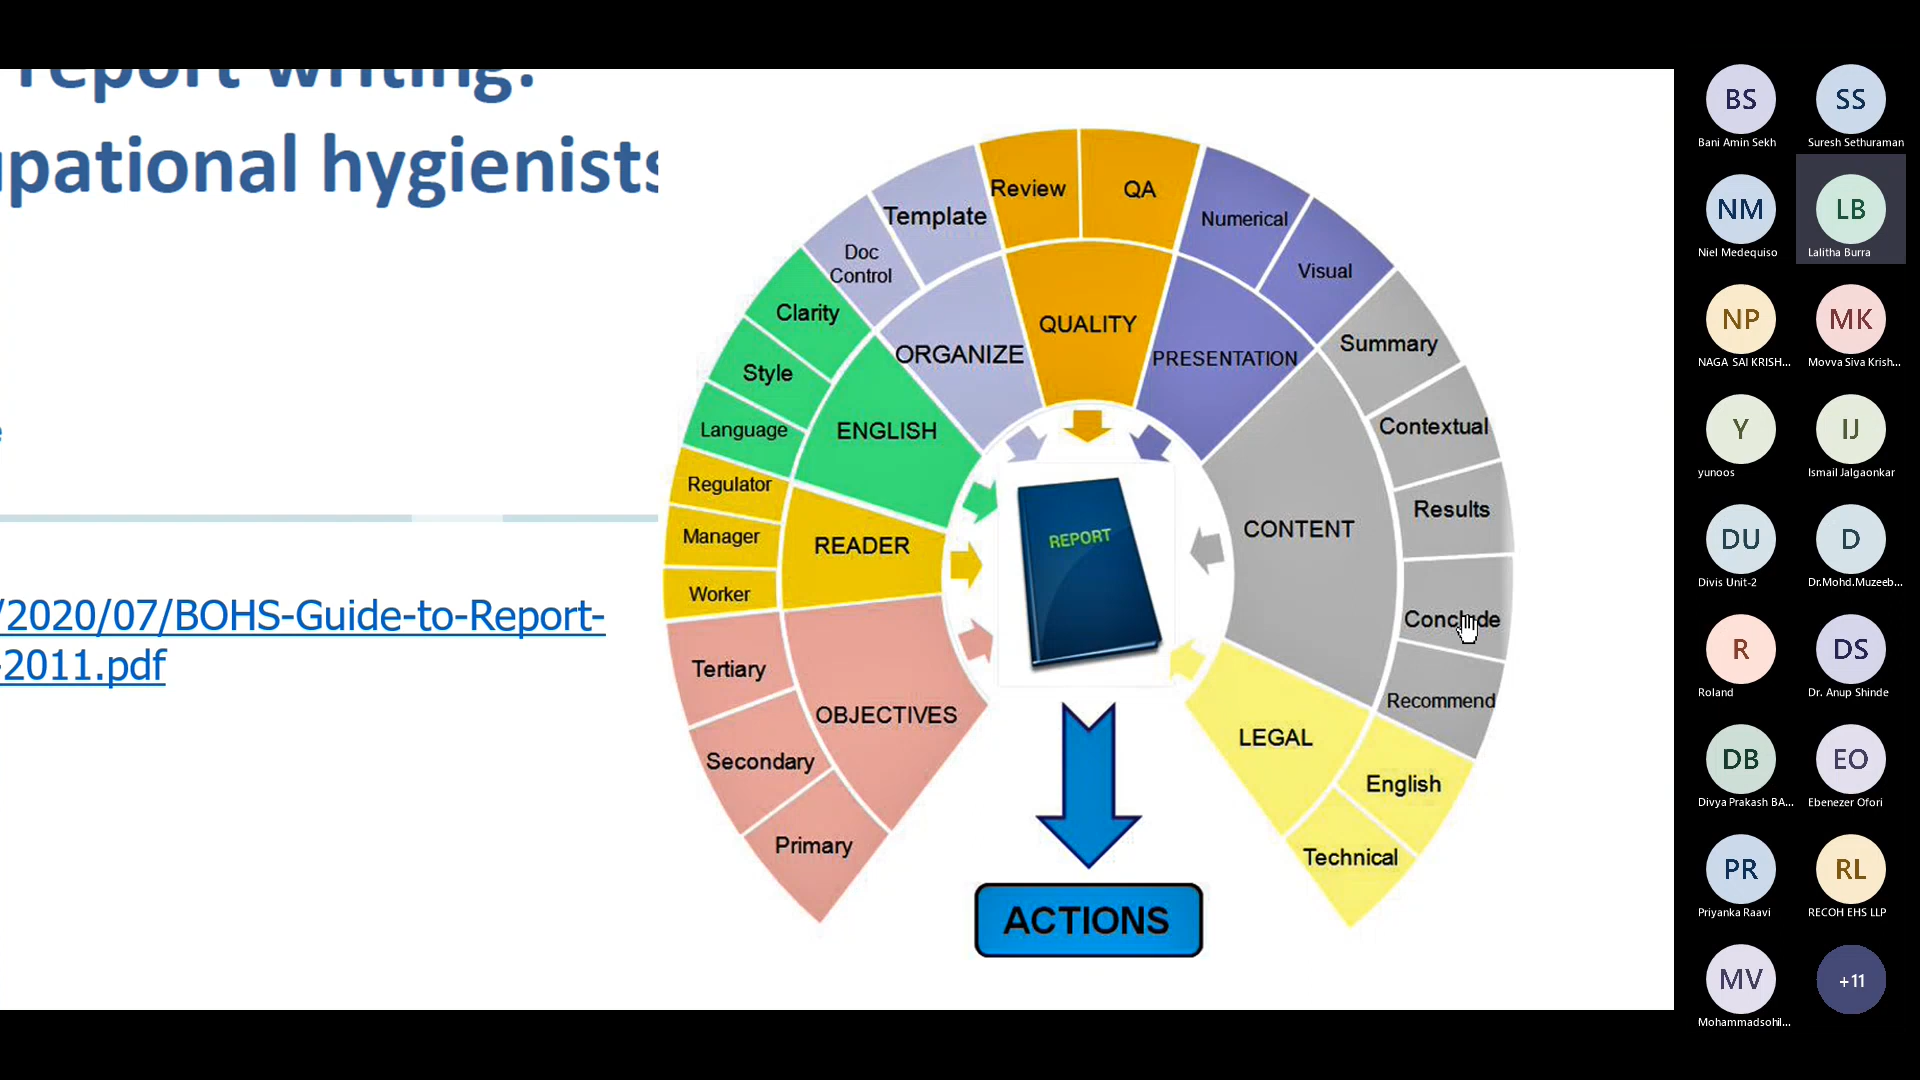 report writing:
upational hygienists
/2020/07/BOHS-Guide-to-Report-
-2011.pdf
Review
QA
Template
Numerical
Doc
Control
Visual
Clarity
QUALITY
ORGANIZE
PRESENTATION
Summary
Style
Language
ENGLISH
Contextual
Regulator
Results
Manager
READER
CONTENT
REPORT
Worker
Conclude
Tertiary
OBJECTIVES
Recommend
LEGAL
Secondary
English
Primary
Technical
ACTIONS
BS
Bani Amin Sekh
SS
Suresh Sethuraman
NM
Niel Medequiso
LB
Lalitha Burra
NP
NAGA SAI KRISH...
MK
Movva Siva Krish...
Y
yunoos
IJ
Ismail Jalgaonkar
DU
Divis Unit-2
D
Dr.Mohd.Muzeeb...
R
Roland
DS
Dr. Anup Shinde
DB
Divya Prakash BA...
EO
Ebenezer Ofori
PR
Priyanka Raavi
RL
RECOH EHS LLP
MV
Mohammadsohil...
+11